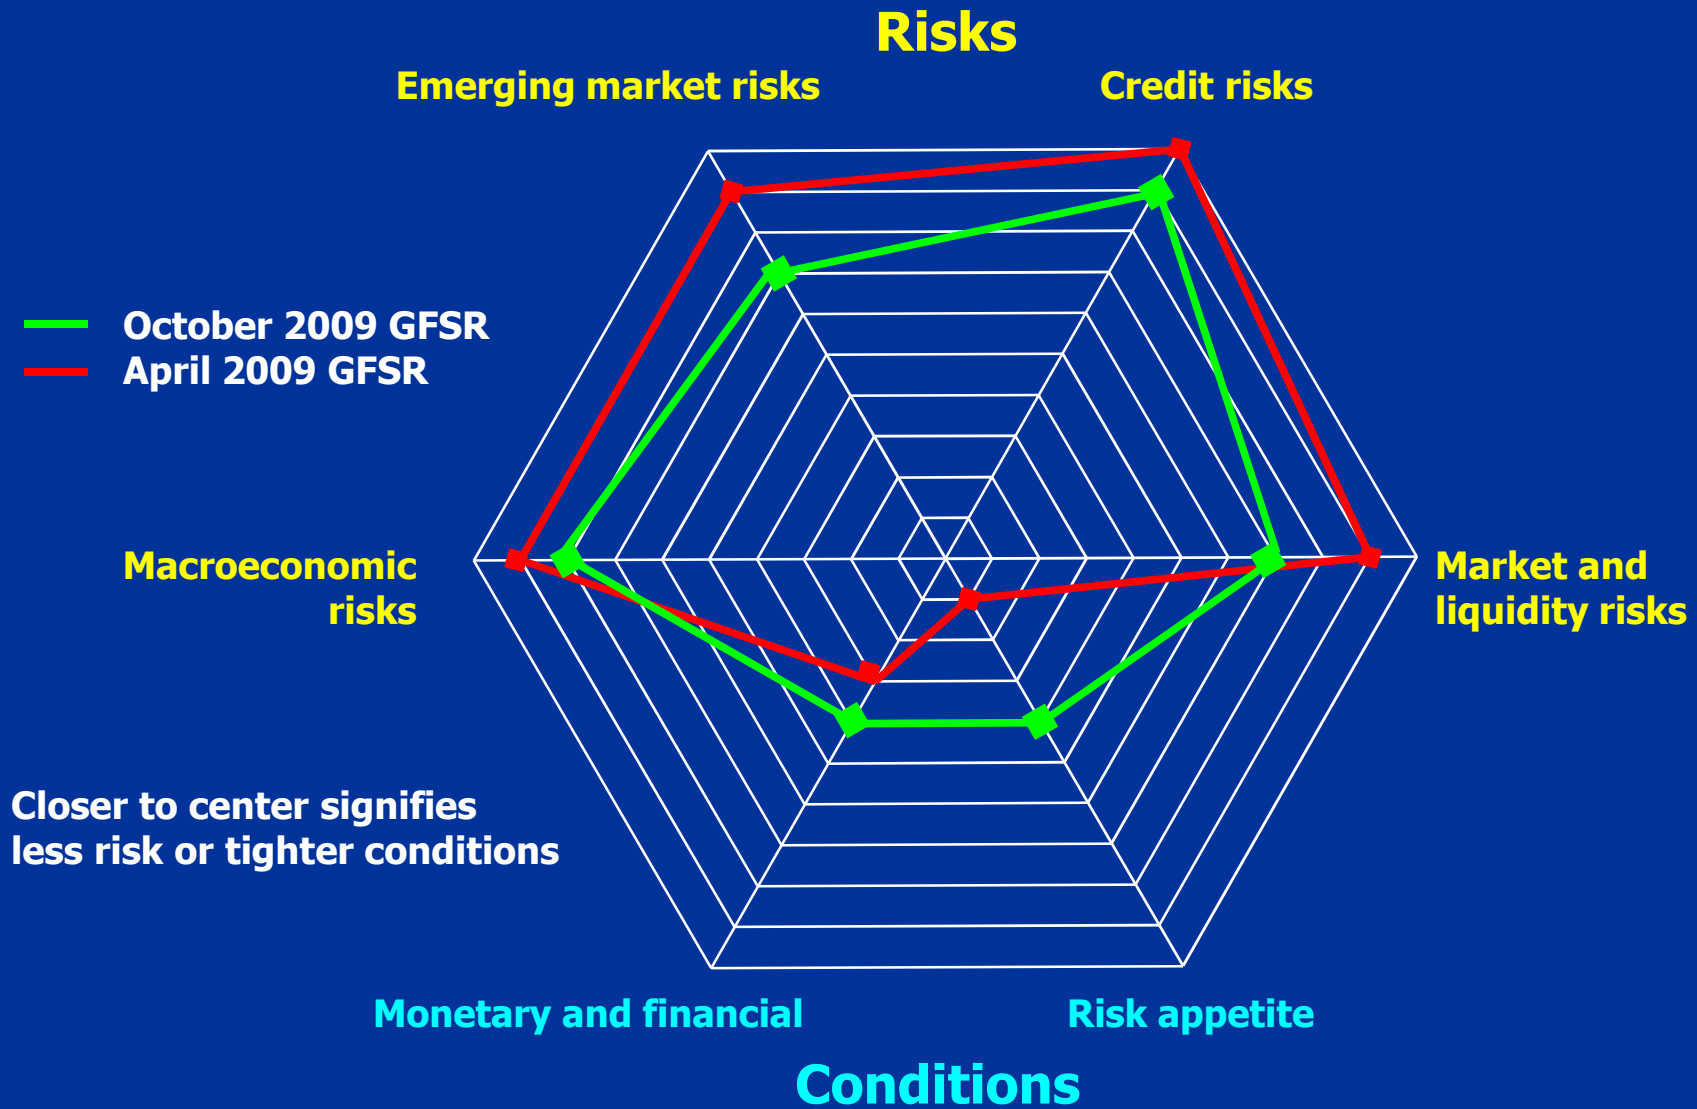 Risks
Emerging market risks
Credit risks
October 2009 GFSR
April 2009 GFSR
Macroeconomic
risks
Market and
liquidity risks
Closer to center signifies
less risk or tighter conditions
Monetary and financial
Risk appetite
Conditions